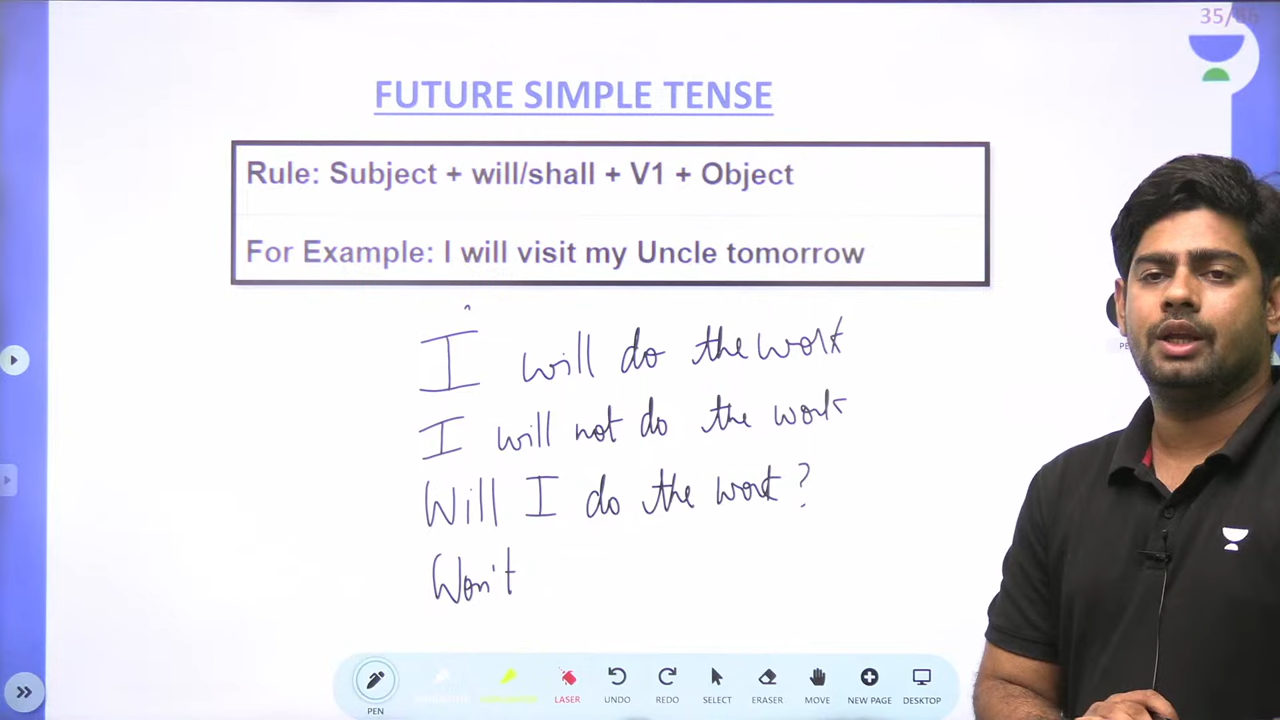 35/86
FUTURE SIMPLE TENSE
Rule: Subject + will/shall + V1 + Object
For Example: I will visit my Uncle tomorrow
I will do the work
I will not do the work
Will I do the work?
Won't
PEN
LASER
UNDO
REDO
SELECT
ERASER
MOVE
NEW PAGE
DESKTOP